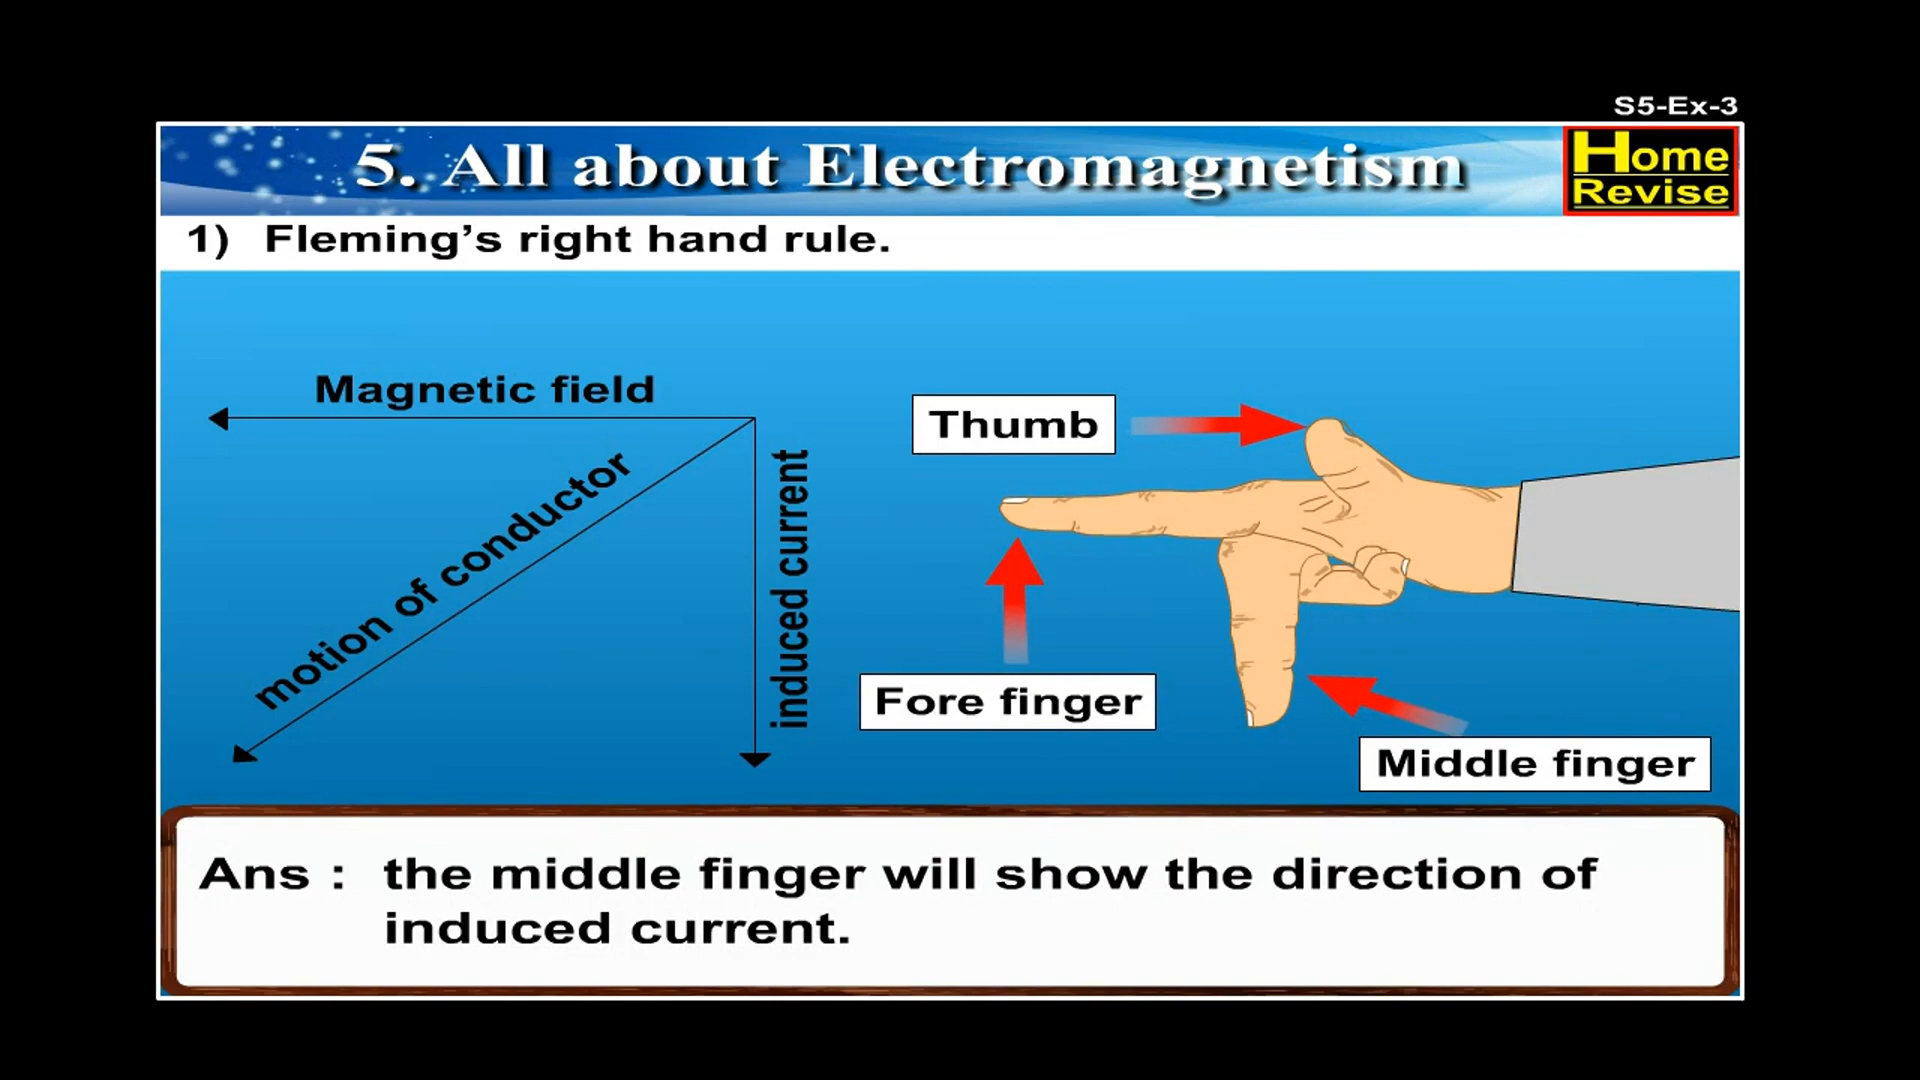 S5-Ex-3
5. All about Electromagnetism
Home
Revise
1) Fleming’s right hand rule.
Magnetic field
motion of conductor
induced current
Thumb
Fore finger
Middle finger
Ans : the middle finger will show the direction of
induced current.